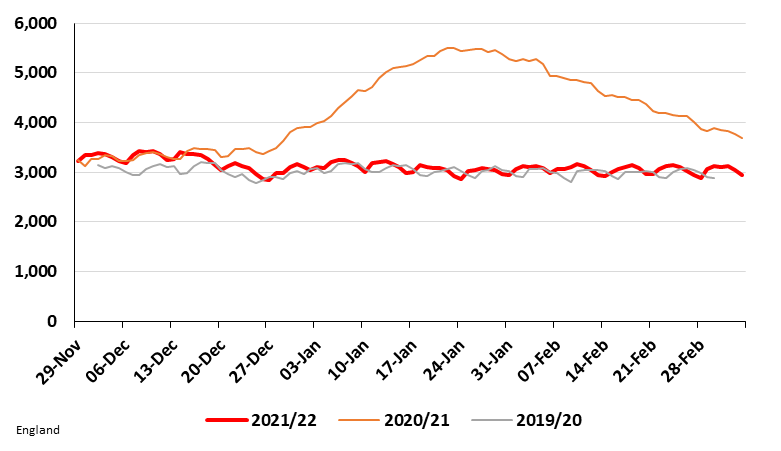 6,000
5,000
4,000
3,000
2,000
1,000
0
29-Nov 06-Dec 13-Dec 20-Dec 27-Dec 03-Jan 10-Jan 17-Jan 24-Jan 31-Jan 07-Feb 14-Feb 21-Feb 28-Feb
2021/22 2020/21 2019/20
England